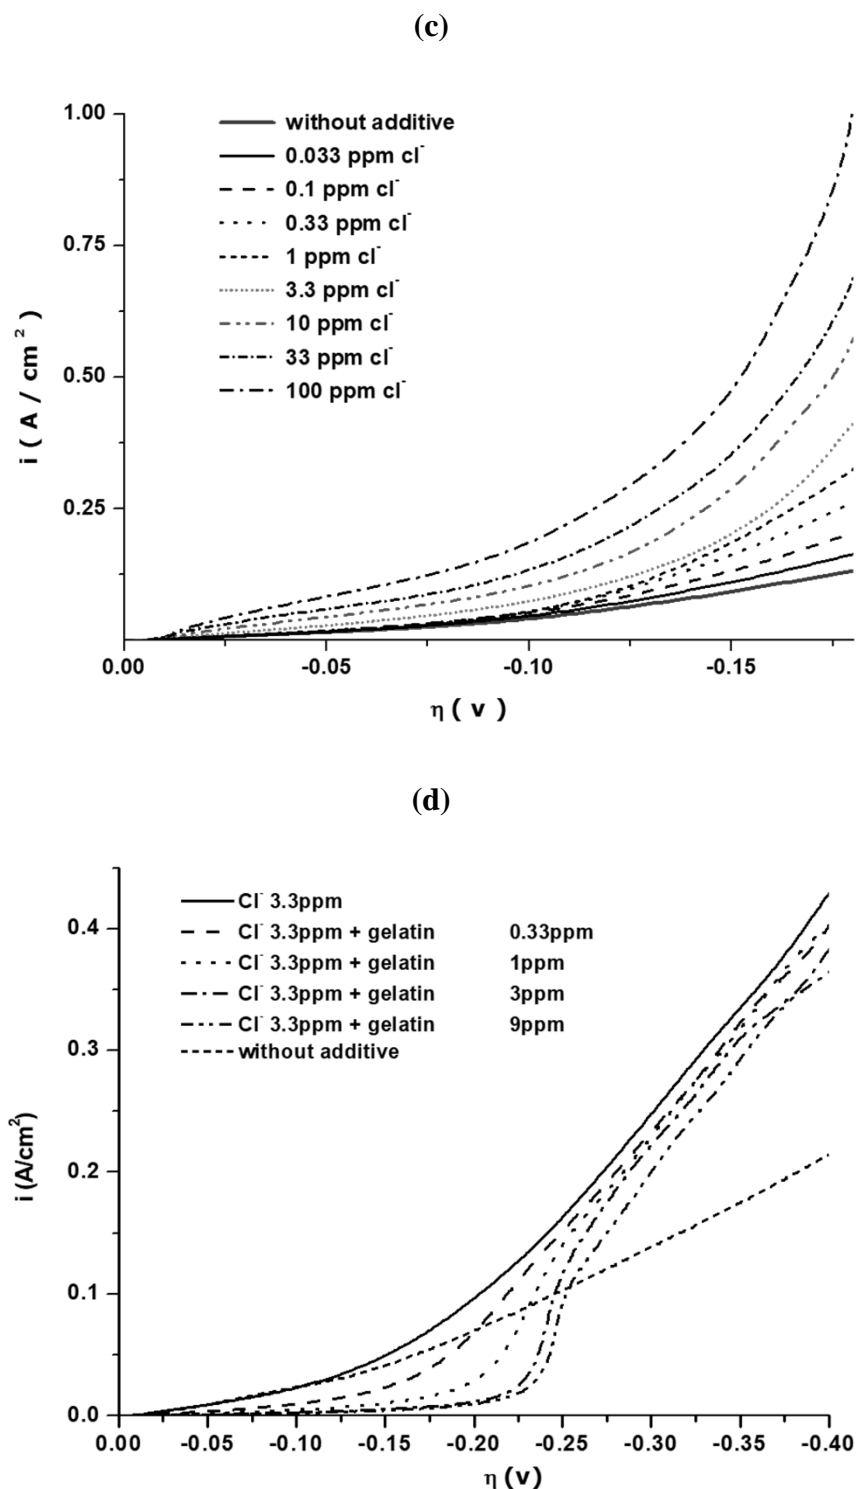 (c)
1.00
0.75
0.50
0.25
i ( A / cm ²)
without additive
0.033 ppm cl⁻
0.1 ppm cl⁻
0.33 ppm cl⁻
1 ppm cl⁻
3.3 ppm cl⁻
10 ppm cl⁻
33 ppm cl⁻
100 ppm cl⁻
0.00 -0.05 -0.10 -0.15
η ( v )
(d)
0.4
0.3
0.2
0.1
0.0
i (A/cm²)
Cl⁻ 3.3ppm
Cl⁻ 3.3ppm + gelatin 0.33ppm
Cl⁻ 3.3ppm + gelatin 1ppm
Cl⁻ 3.3ppm + gelatin 3ppm
Cl⁻ 3.3ppm + gelatin 9ppm
without additive
0.00 -0.05 -0.10 -0.15 -0.20 -0.25 -0.30 -0.35 -0.40
η (v)